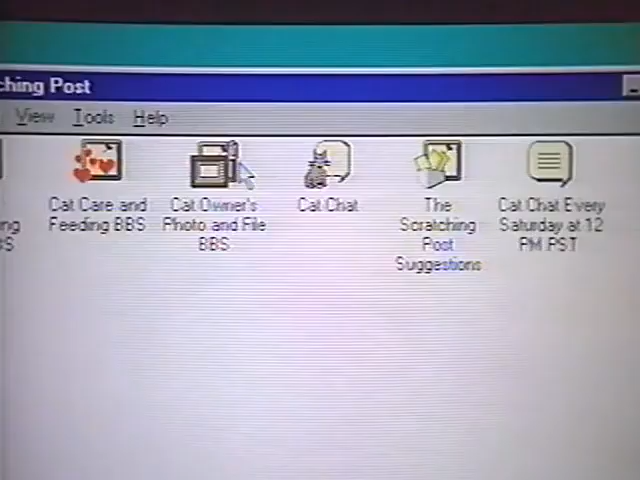 ching Post
View Tools Help
Cat Care and
Feeding BBS
Cat Owner's
Photo and File
BBS
Cat Chat
The
Scratching
Post
Suggestions
Cat Chat Every
Saturday at 12
PM PST